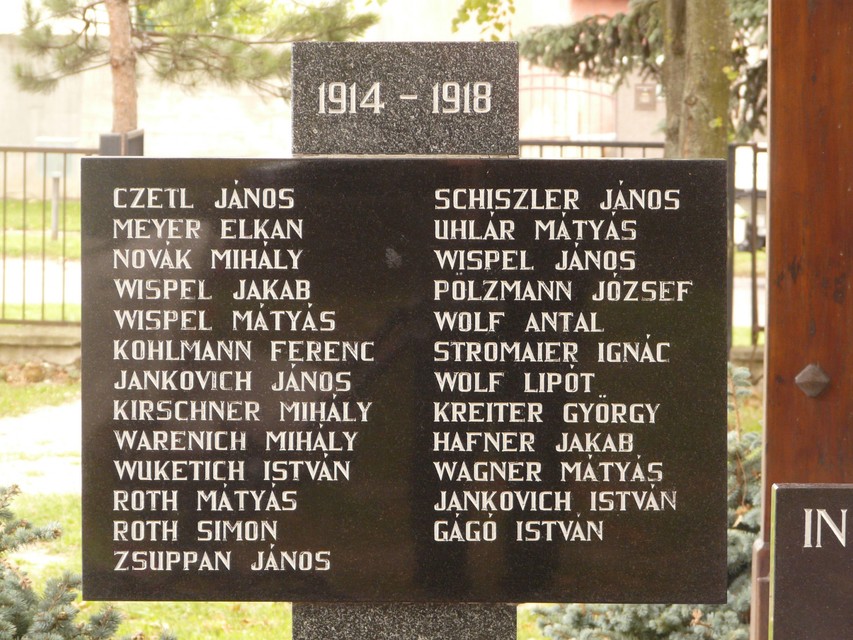 1914 – 1918
CZETL JÁNOS
MEYER ELKAN
NOVÁK MIHÁLY
WISPEL JAKAB
WISPEL MÁTYÁS
KOHLMANN FERENC
JANKOVICH JÁNOS
KIRSCHNER MIHÁLY
WARENICH MIHÁLY
WUKETICH ISTVÁN
ROTH MÁTYÁS
ROTH SIMON
ZSUPPAN JÁNOS
SCHISZLER JÁNOS
UHLÁR MÁTYÁS
WISPEL JÁNOS
PÖLZMANN JÓZSEF
WOLF ANTAL
STROMAIER IGNÁC
WOLF LIPÓT
KREITER GYÖRGY
HAFNER JAKAB
WAGNER MÁTYÁS
JANKOVICH ISTVÁN
GÁGÓ ISTVÁN
IN